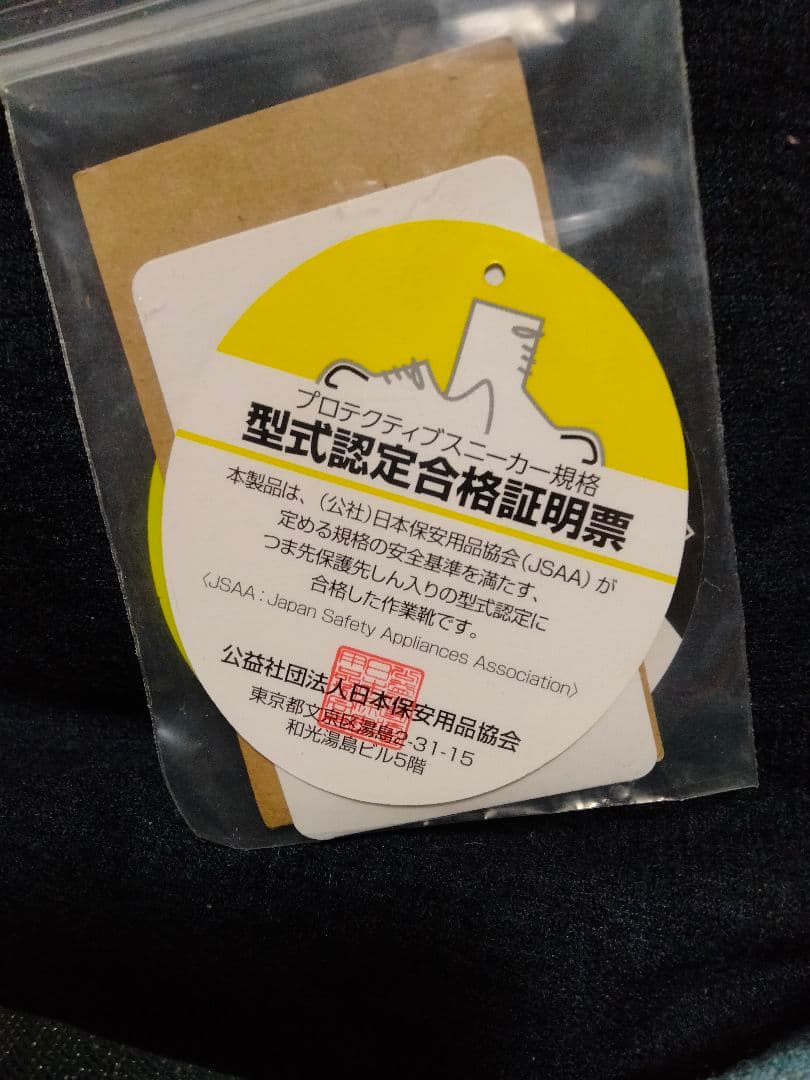 プロテクティブスニーカー規格
型式認定合格証明票
本製品は、(公社)日本保安用品協会(JSAA)が
定める規格の安全基準を満たす、
つま先保護先しん入りの型式認定に
合格した作業靴です。
〈JSAA : Japan Safety Appliances Association〉
公益社団法人日本保安用品協会
東京都文京区湯島2-31-15
和光湯島ビル5階